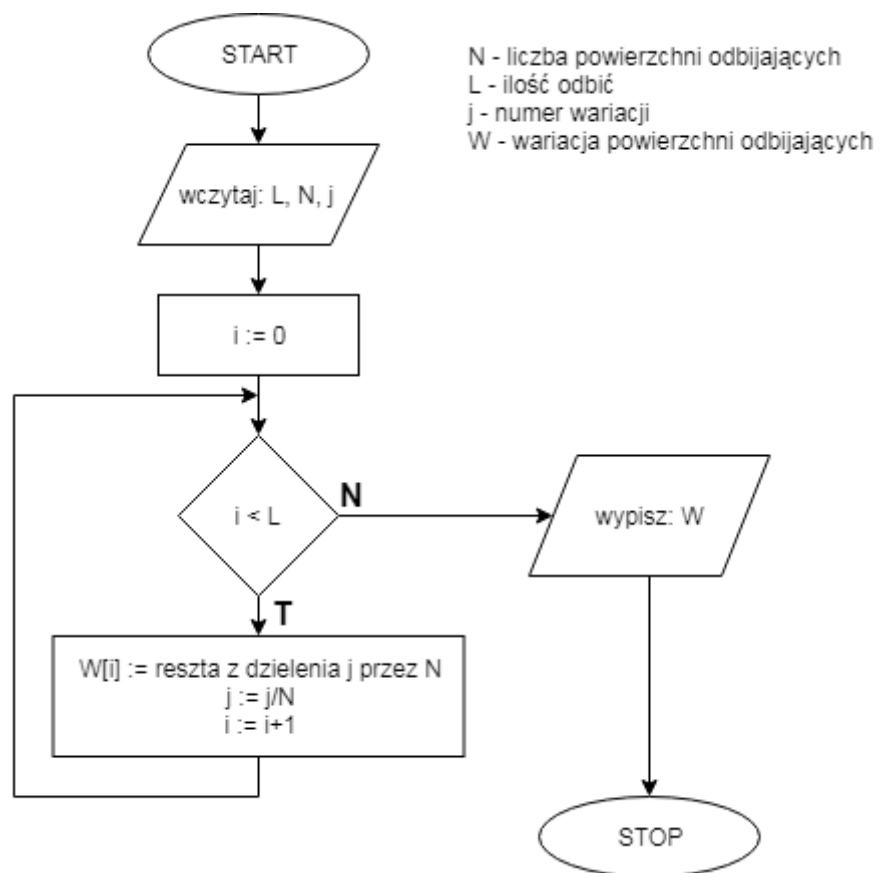 START
N - liczba powierzchni odbijających
L - ilość odbić
j - numer wariacji
W - wariacja powierzchni odbijających
wczytaj: L, N, j
i := 0
i < L
N
wypisz: W
T
W[i] := reszta z dzielenia j przez N
j := j/N
i := i+1
STOP